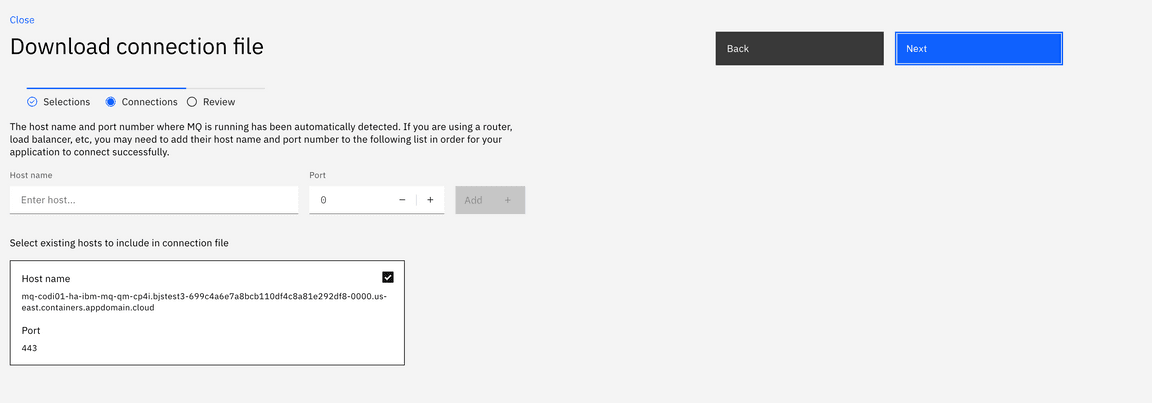 Close
Download connection file
Back
Next
Selections
Connections
Review
The host name and port number where MQ is running has been automatically detected. If you are using a router,
load balancer, etc, you may need to add their host name and port number to the following list in order for your
application to connect successfully.
Host name
Port
Enter host...
0
Add
Select existing hosts to include in connection file
Host name
mq-codi01-ha-ibm-mq-qm-cp4i.bjstest3-699c4a6e7a8bcb110df4c8a81e292df8-0000.us-
east.containers.appdomain.cloud
Port
443